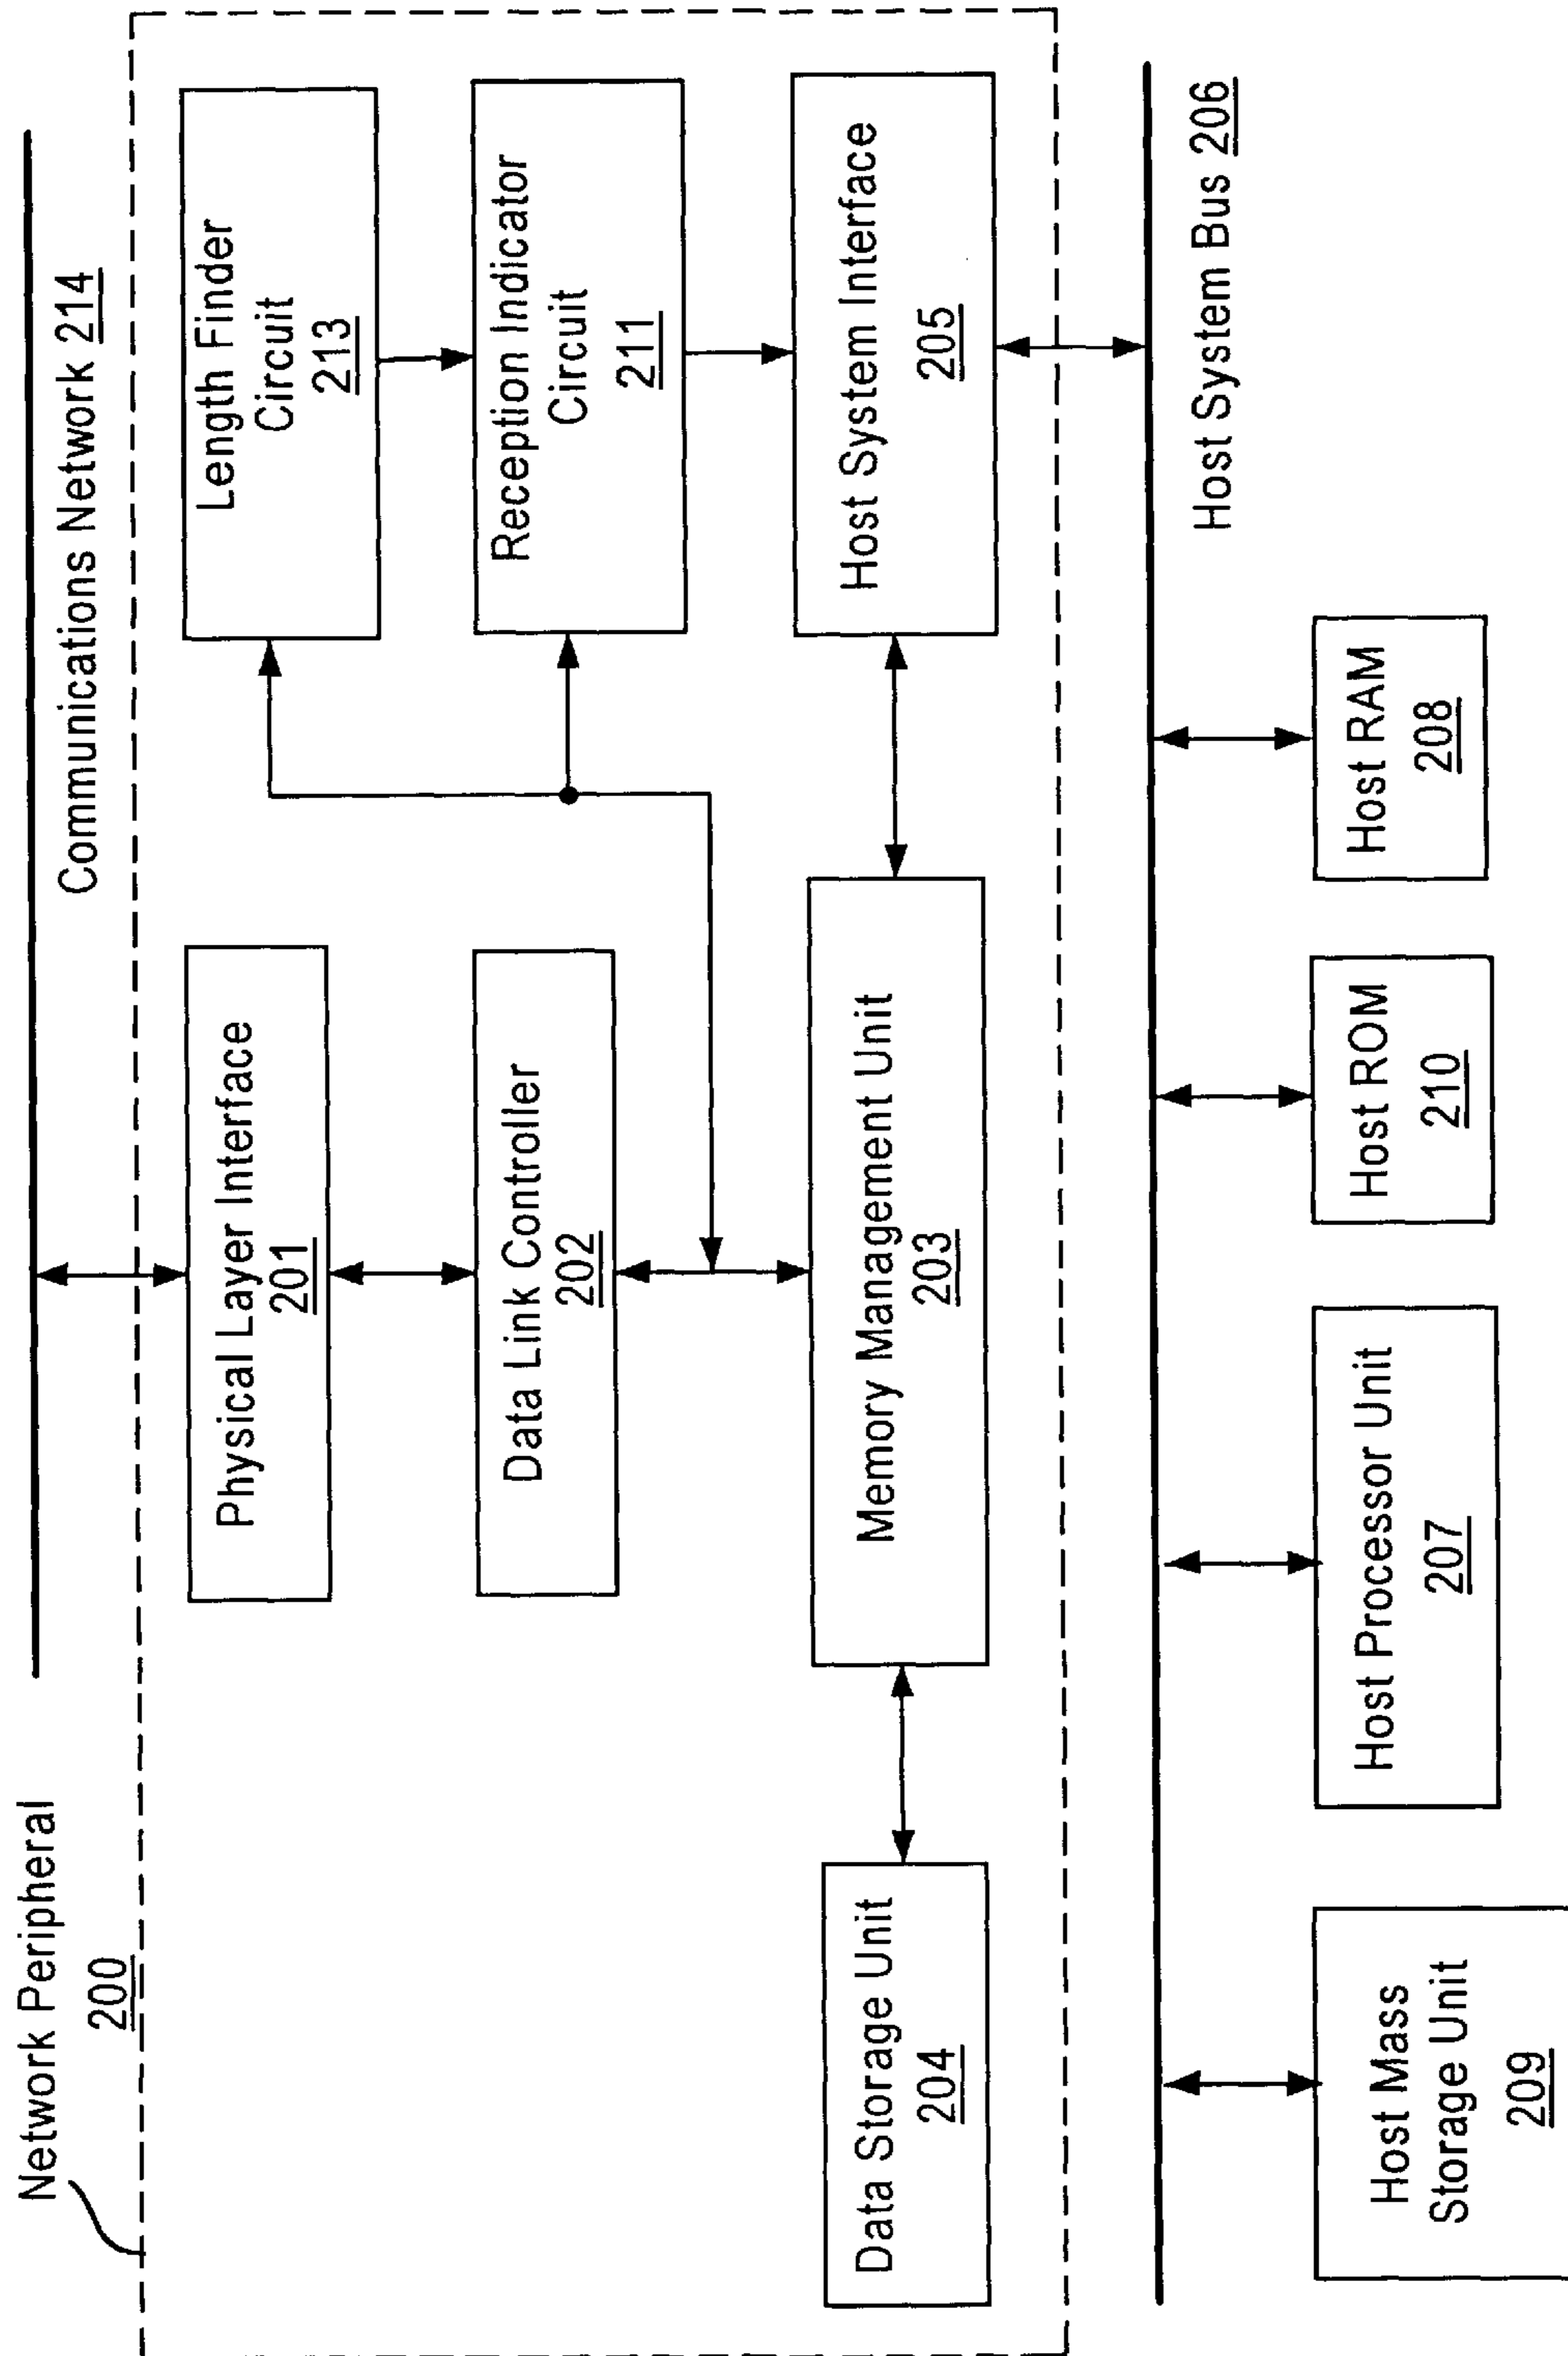 Network Peripheral
200
Communications Network 214
Physical Layer Interface
201
Length Finder
Circuit
213
Data Link Controller
202
Reception Indicator
Circuit
211
Data Storage Unit
204
Memory Management Unit
203
Host System Interface
205
Host System Bus 206
Host Mass
Storage Unit
209
Host Processor Unit
207
Host ROM
210
Host RAM
208